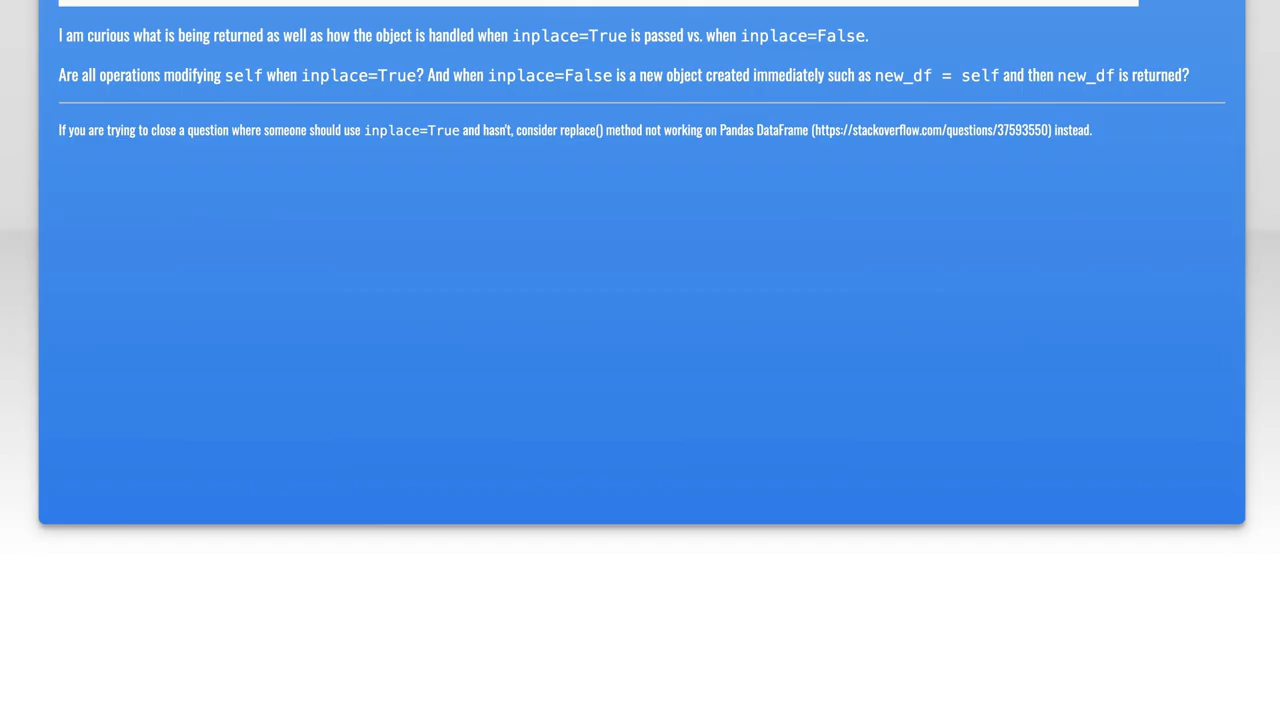 I am curious what is being returned as well as how the object is handled when inplace=True is passed vs. when inplace=False.
Are all operations modifying self when inplace=True? And when inplace=False is a new object created immediately such as new_df = self and then new_df is returned?
If you are trying to close a question where someone should use inplace=True and hasn't, consider replace() method not working on Pandas DataFrame (https://stackoverflow.com/questions/37593550) instead.